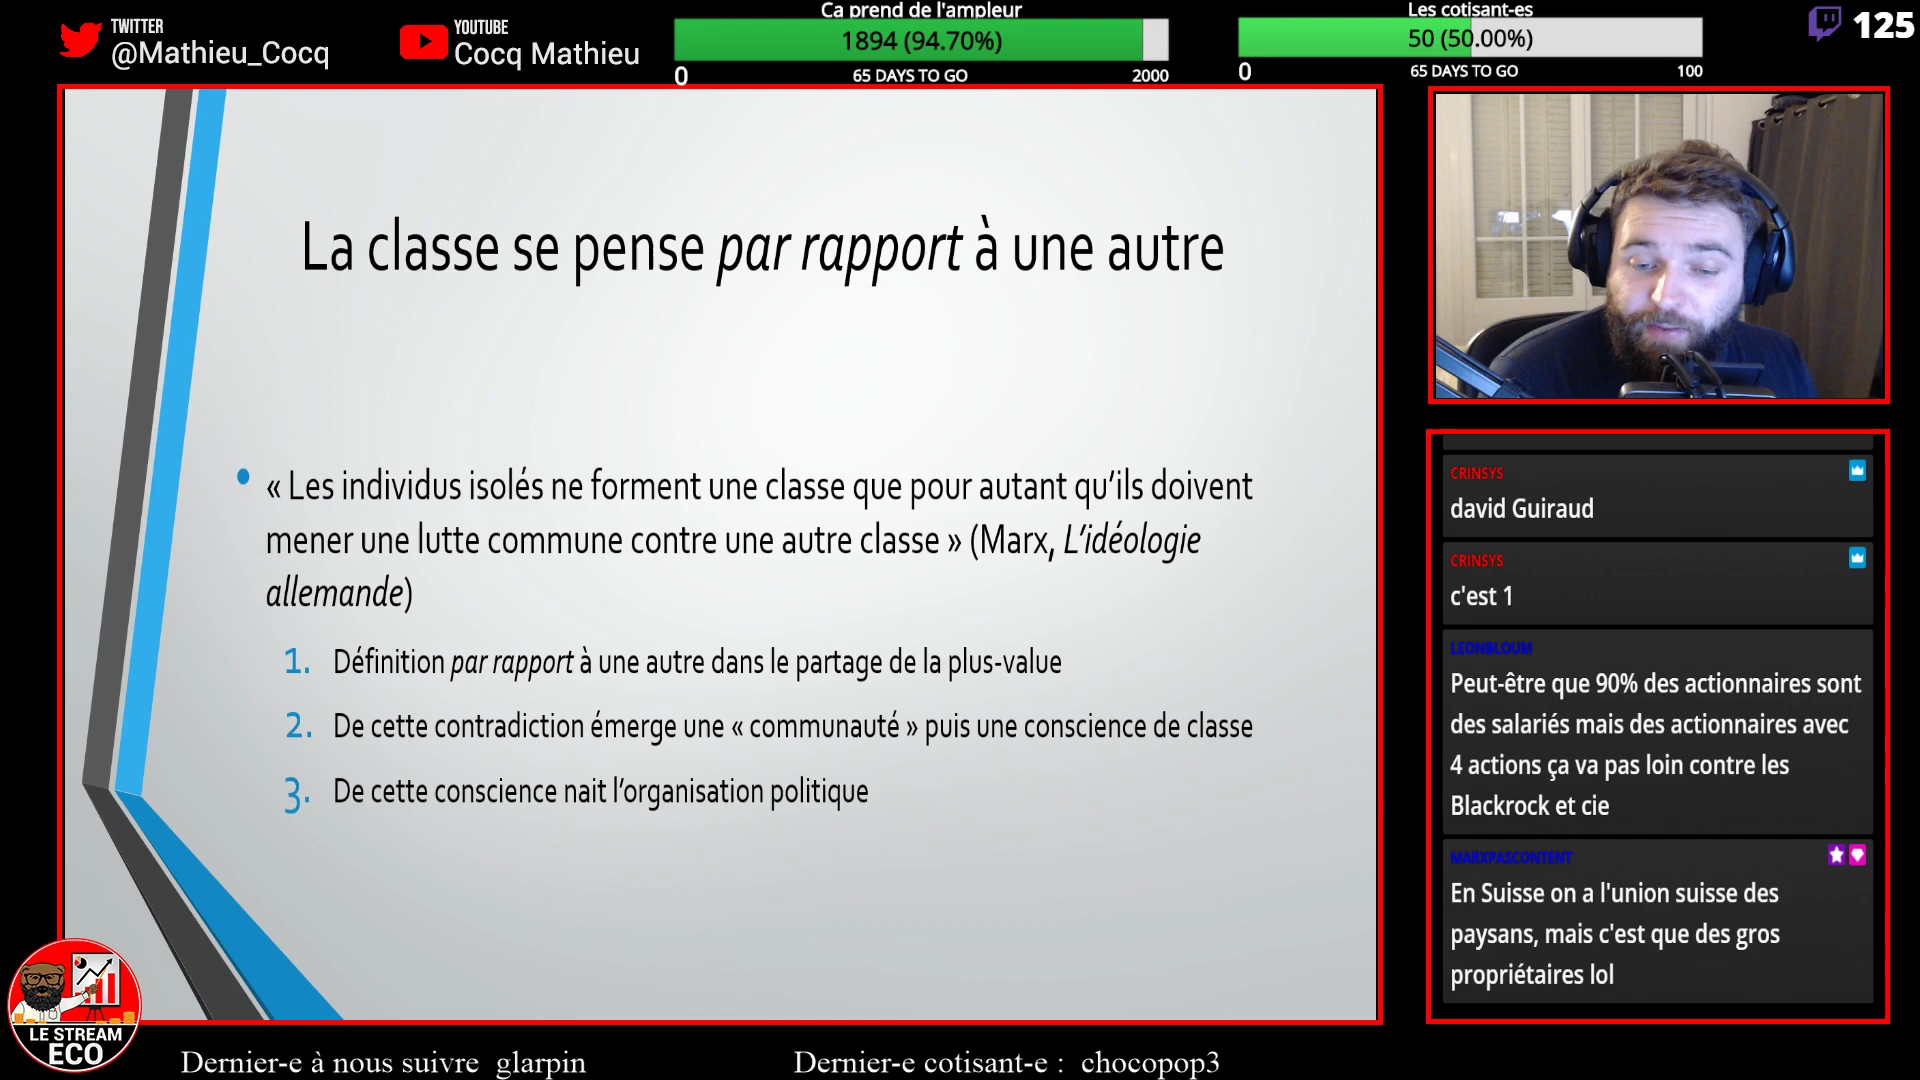 TWITTER
@Mathieu_Cocq
YOUTUBE
Cocq Mathieu
Ca prend de l'ampleur
1894 (94.70%)
0
65 DAYS TO GO
2000
Les cotisant-es
50 (50.00%)
0
65 DAYS TO GO
100
125
La classe se pense par rapport à une autre
• « Les individus isolés ne forment une classe que pour autant qu'ils doivent
mener une lutte commune contre une autre classe » (Marx, L'idéologie
allemande)
1. Définition par rapport à une autre dans le partage de la plus-value
2. De cette contradiction émerge une « communauté » puis une conscience de classe
3. De cette conscience nait l'organisation politique
CRINSYS
david Guiraud
CRINSYS
c'est 1
LEONBLOUM
Peut-être que 90% des actionnaires sont
des salariés mais des actionnaires avec
4 actions ça va pas loin contre les
Blackrock et cie
MARXPASCONTENT
En Suisse on a l'union suisse des
paysans, mais c'est que des gros
propriétaires lol
LE STREAM
ECO
Dernier-e à nous suivre glarpin
Dernier-e cotisant-e : chocopop3